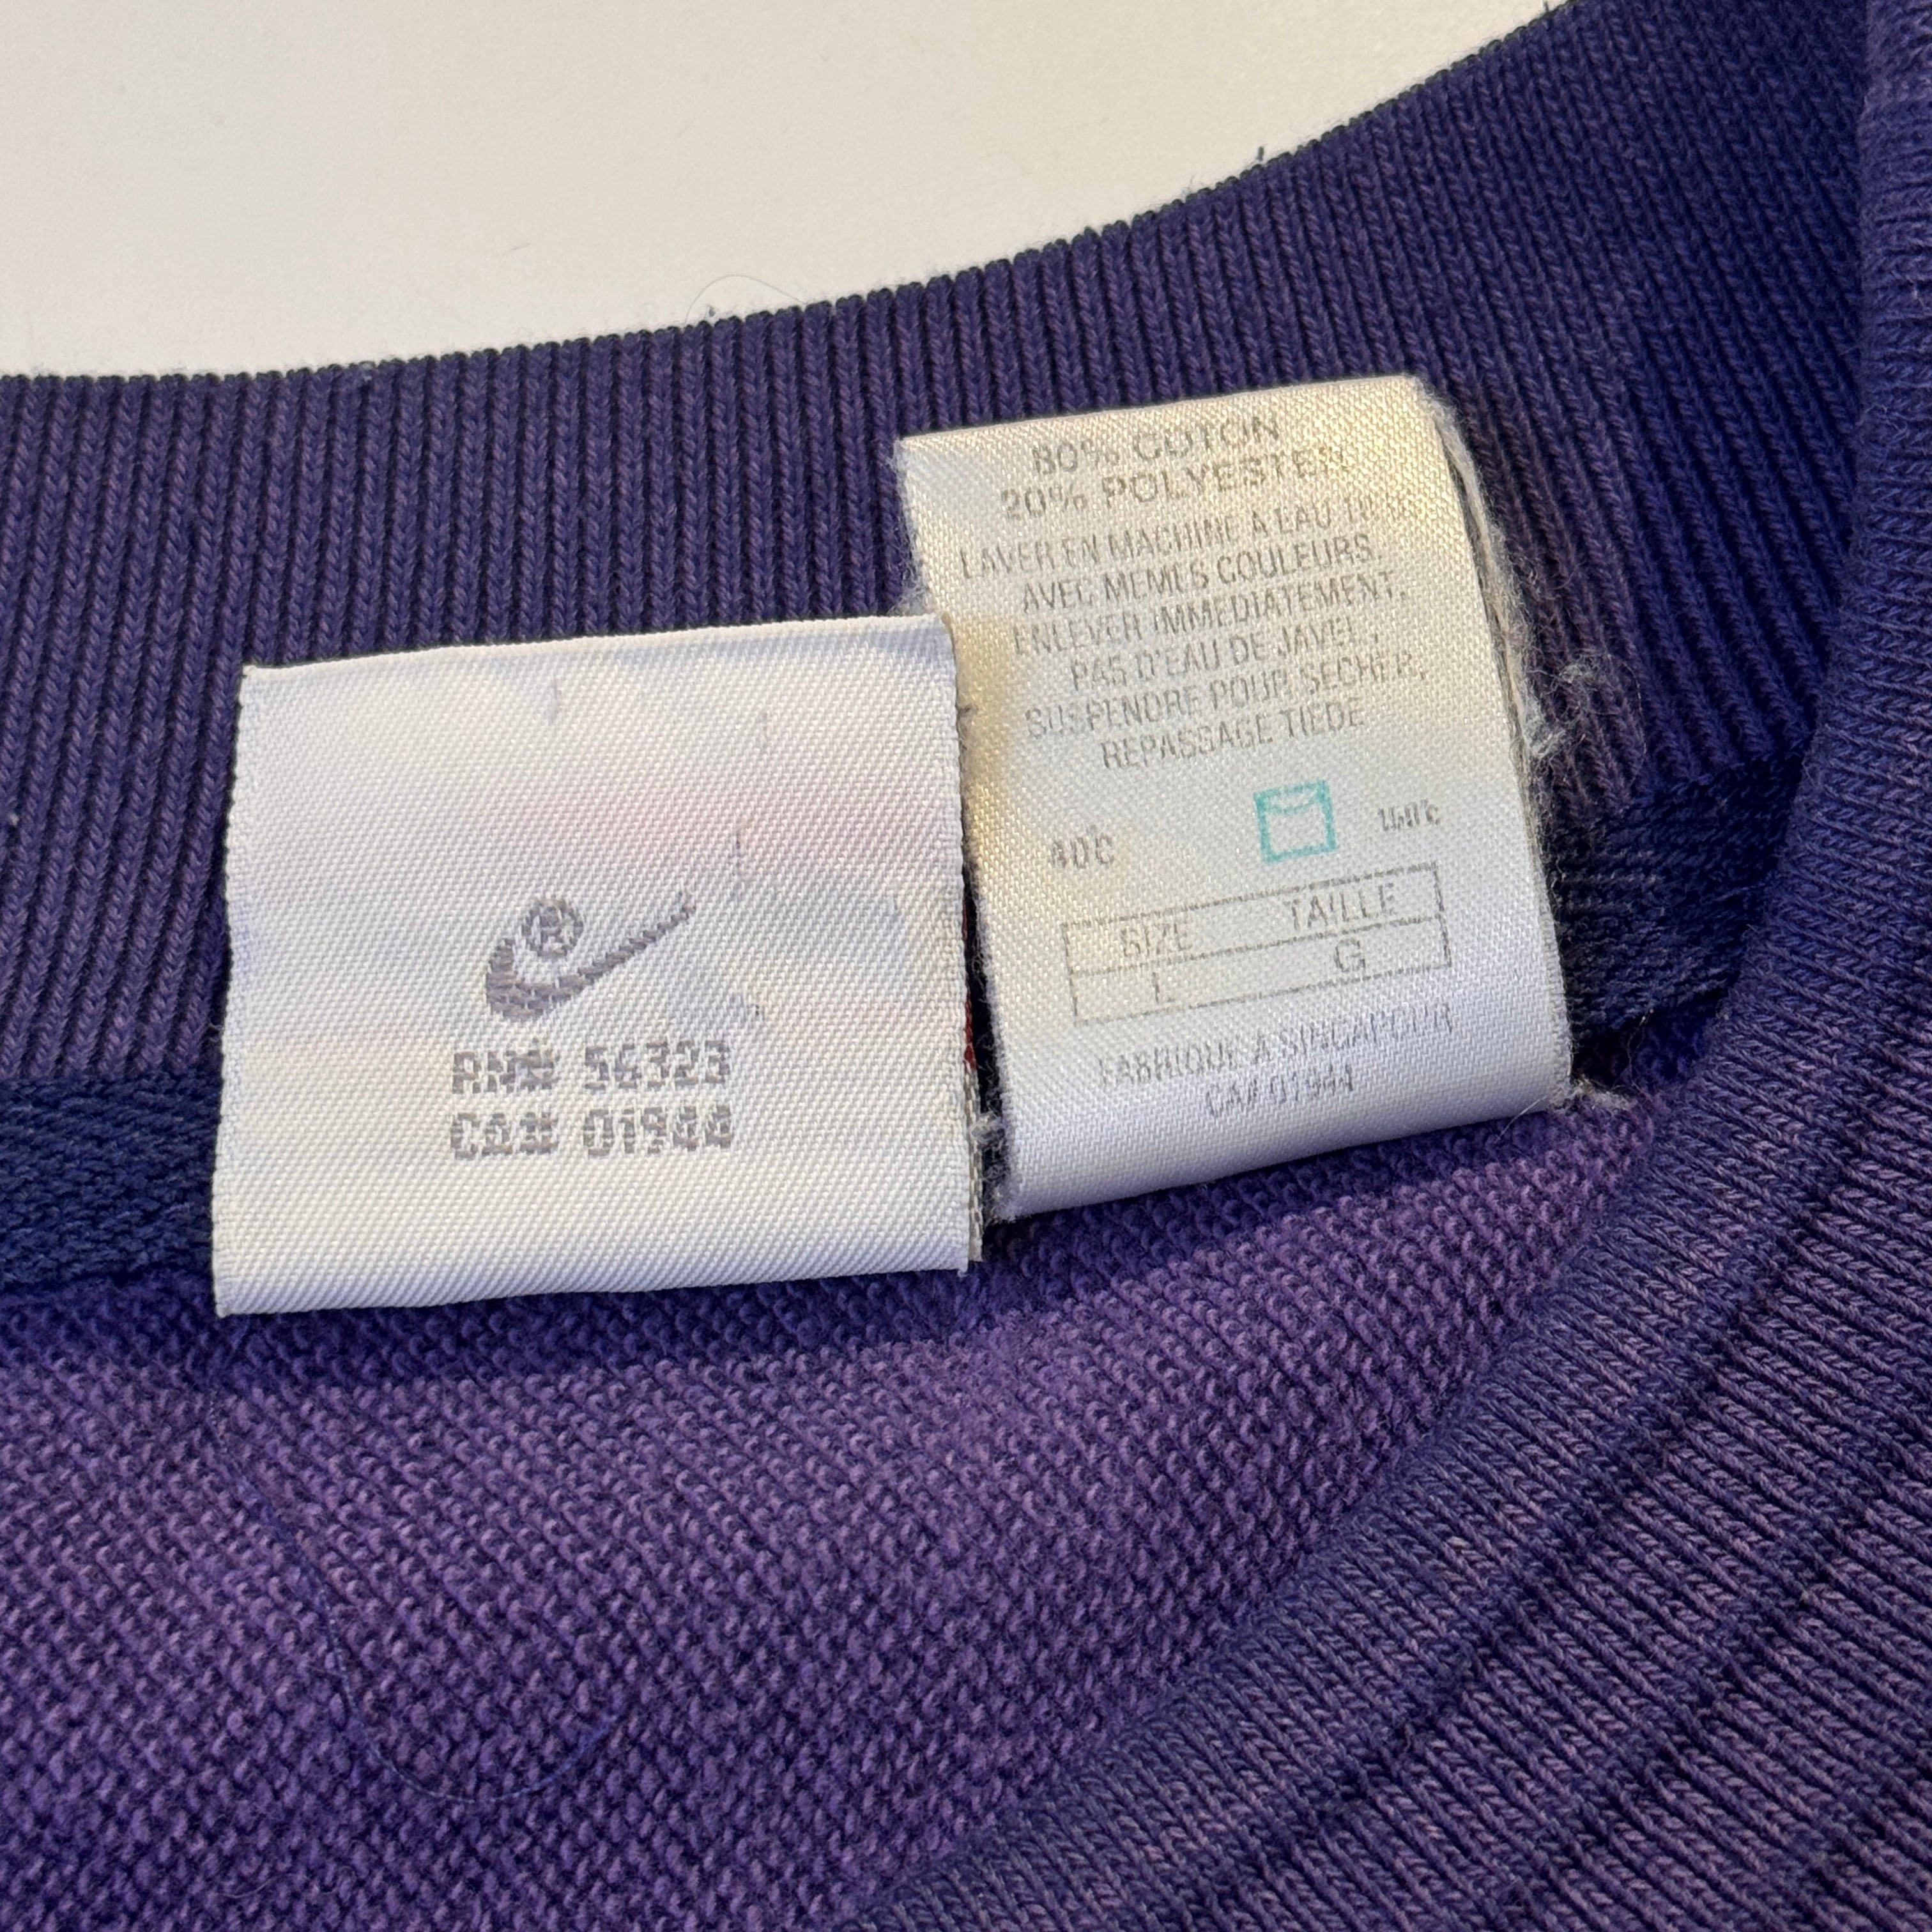 ®
RN# 56323
CA# 01944
80% COTON
20% POLYESTER
LAVER EN MACHINE A EAU
AVEC MEMES COULEURS.
ENLEVER IMMEDIATEMENT.
PAS D'EAU DE JAVEL.
SUSPENDRE POUR SECHER.
REPASSAGE TIEDE
40°C
SIZE TAILLE
L G
FABRIQUE A SINGAPOUR
CA# 01944